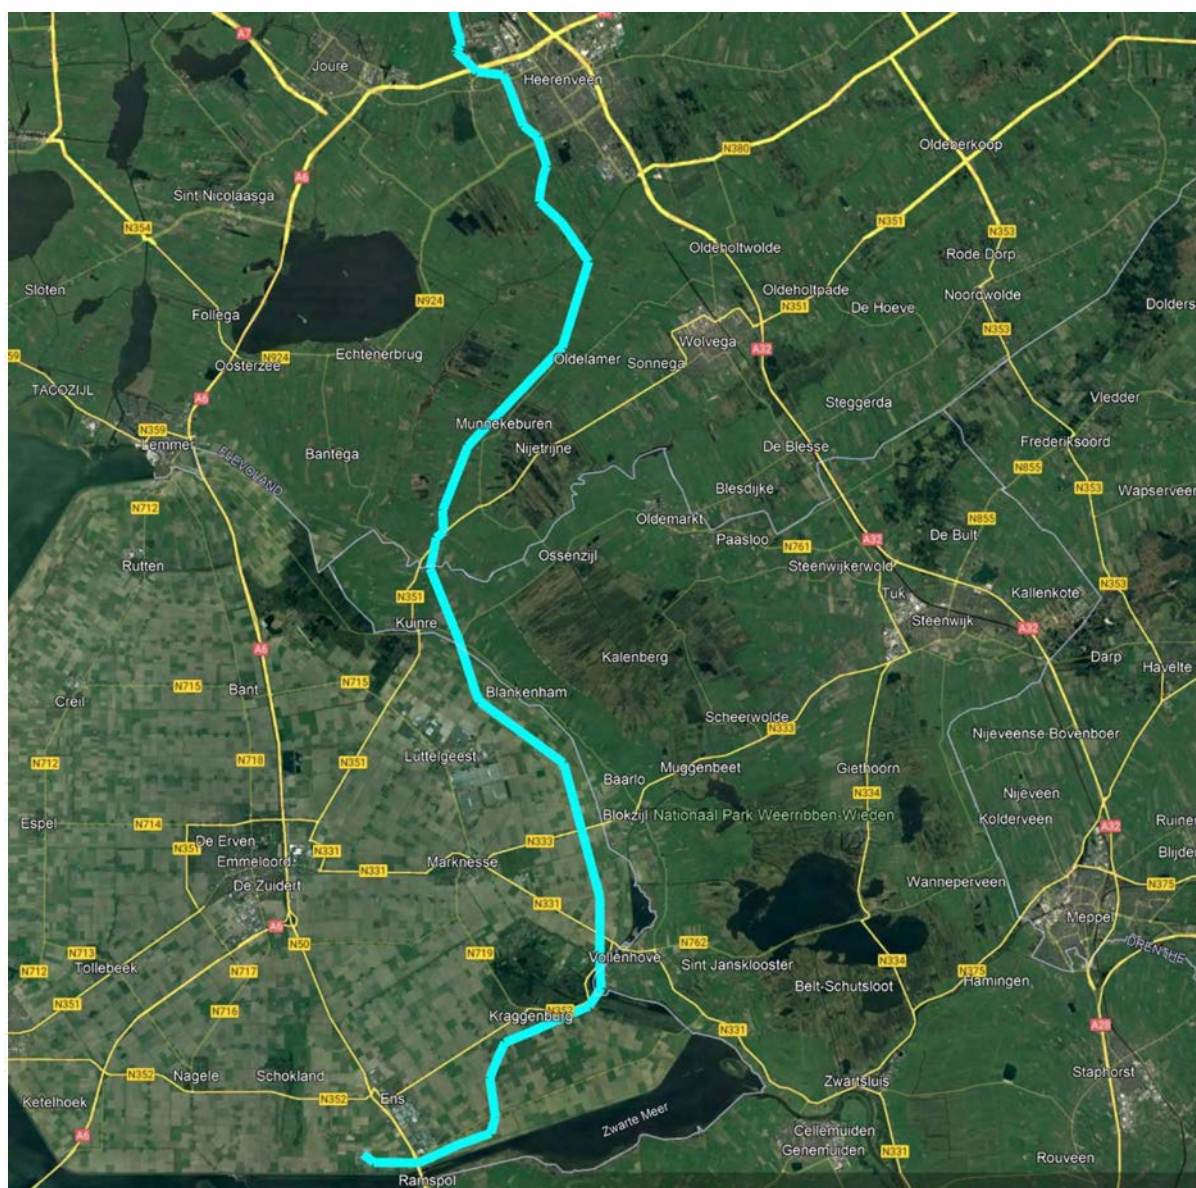 A7
Joure
Heerenveen
N380
Oldeberkoop
A6
Sint Nicolaasga
N354
N351
N353
Oldeholtwolde
Rode Dorp
Sloten
Oldeholtpade
De Hoeve
Noordwolde
Dolders
N924
N351
Follega
N353
Wolvega
59
N924
Echtenerbrug
Oldelamer
Sonnega
A32
Oosterzee
TACOZIJL
A6
Steggerda
Vledder
Munnekeburen
N359
Lemmer
Bantega
Nijetrijne
De Blesse
Frederiksoord
FLEVOLAND
N855
Blesdijke
N353
Wapserveen
N712
Oldemarkt
N855
Paasloo
N761
A32
De Bult
Rutten
Ossenzijl
Steenwijkerwold
N351
Tuk
Kallenkote
N353
Kuinre
Steenwijk
A32
A6
Kalenberg
Darp
Havelte
Creil
N715
Bant
N715
Blankenham
Scheerwolde
N333
Nijeveense Bovenboer
N712
N718
N351
Luttelgeest
Muggenbeet
Giethoorn
Baarlo
N334
Nijeveen
Espel
N714
Blokzijl
Nationaal Park Weerribben-Wieden
Kolderveen
A32
Ruiner
De Erven
N351
N331
N333
Emmeloord
Marknesse
Blijder
N331
De Zuidert
Wanneperveen
N375
N331
Meppel
A6
N50
N762
DRENTHE
N713
N719
Vollenhove
Tollebeek
N712
N717
Sint Jansklooster
N334
N375
Hamingen
Belt-Schutsloot
N351
N716
N352
Kraggenburg
N331
A28
N352
Nagele
Schokland
Zwartsluis
Staphorst
Ketelhoek
N352
Ens
Zwarte Meer
A6
Cellemuiden
Genemuiden
N331
Rouveen
Ramspol